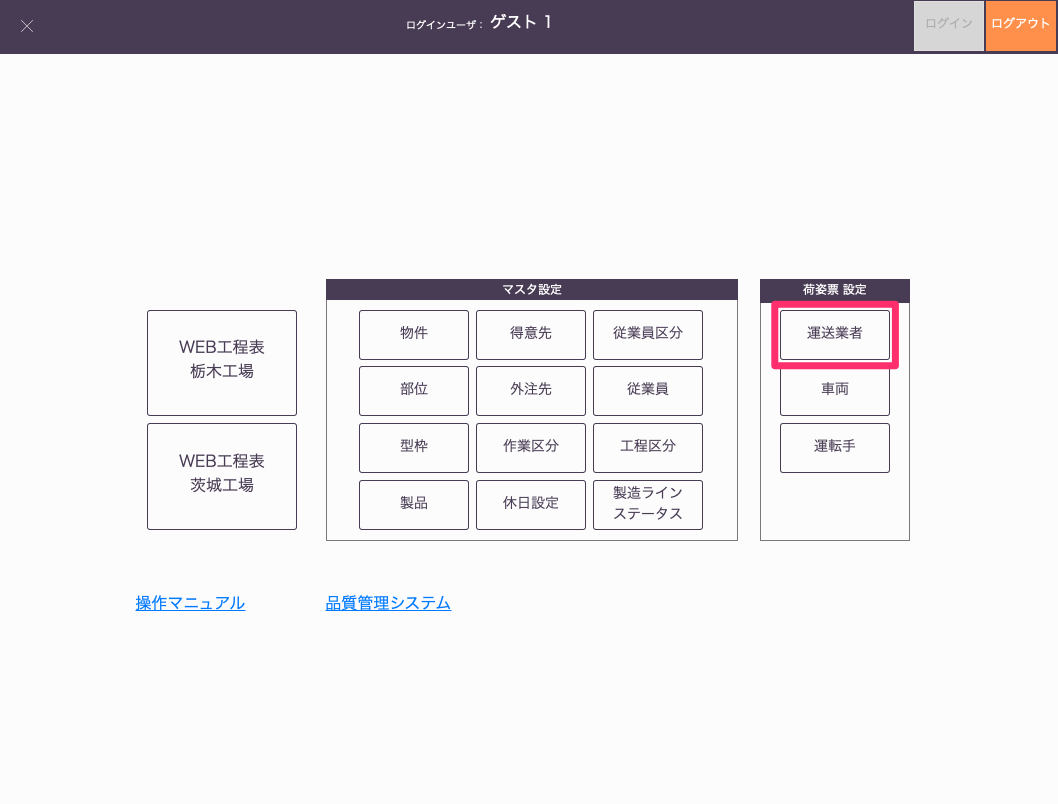 ログインユーザ： ゲスト 1
ログイン
ログアウト
WEB工程表
栃木工場
WEB工程表
茨城工場
マスタ設定
物件
得意先
従業員区分
部位
外注先
従業員
型枠
作業区分
工程区分
製品
休日設定
製造ライン
ステータス
荷姿票 設定
運送業者
車両
運転手
操作マニュアル
品質管理システム